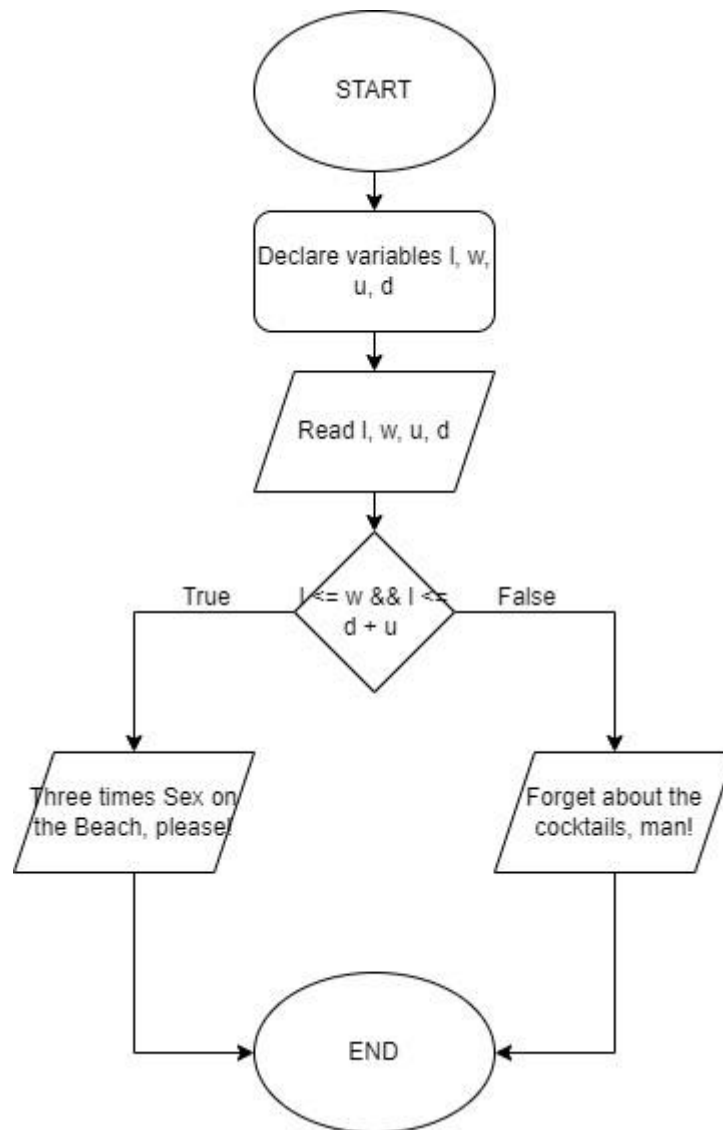 START
Declare variables l, w,
u, d
Read l, w, u, d
True
l <= w && l <=
d + u
False
Three times Sex on
the Beach, please!
Forget about the
cocktails, man!
END